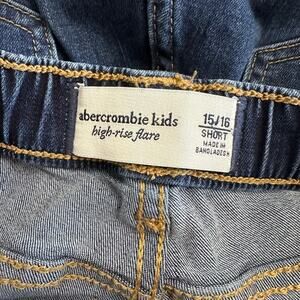 abercrombie kids
high-rise flare
15/16
SHORT
MADE IN
BANGLADESH